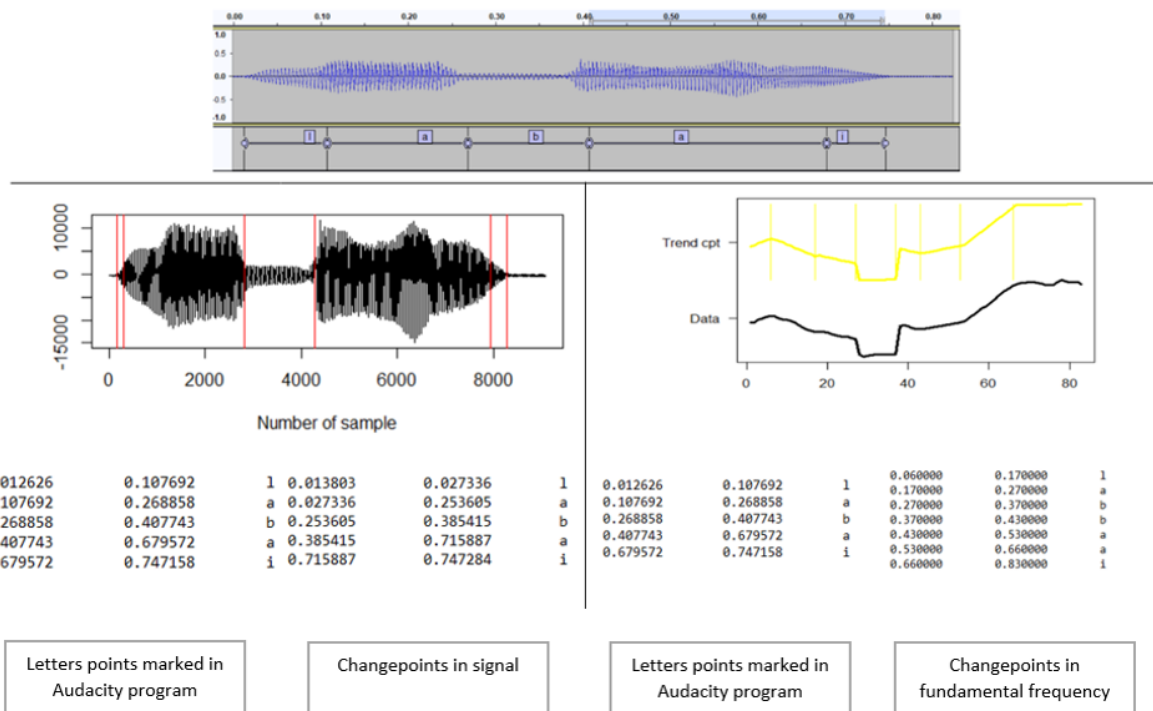 0.00 0.10 0.20 0.30 0.40 0.50 0.60 0.70 0.80
1.0
0.5
0.0
-0.5
-1.0
l a b a i
10000
0
-15000
0 2000 4000 6000 8000
Number of sample
Trend cpt
Data
0 20 40 60 80
012626 0.107692 l 0.013803 0.027336 l
107692 0.268858 a 0.027336 0.253605 a
268858 0.407743 b 0.253605 0.385415 b
407743 0.679572 a 0.385415 0.715887 a
679572 0.747158 i 0.715887 0.747284 i
0.012626 0.107692 l
0.107692 0.268858 a
0.268858 0.407743 b
0.407743 0.679572 a
0.679572 0.747158 i
0.060000 0.170000 l
0.170000 0.270000 a
0.270000 0.370000 b
0.370000 0.430000 b
0.430000 0.530000 a
0.530000 0.660000 a
0.660000 0.830000 i
Letters points marked in
Audacity program
Changepoints in signal
Letters points marked in
Audacity program
Changepoints in
fundamental frequency